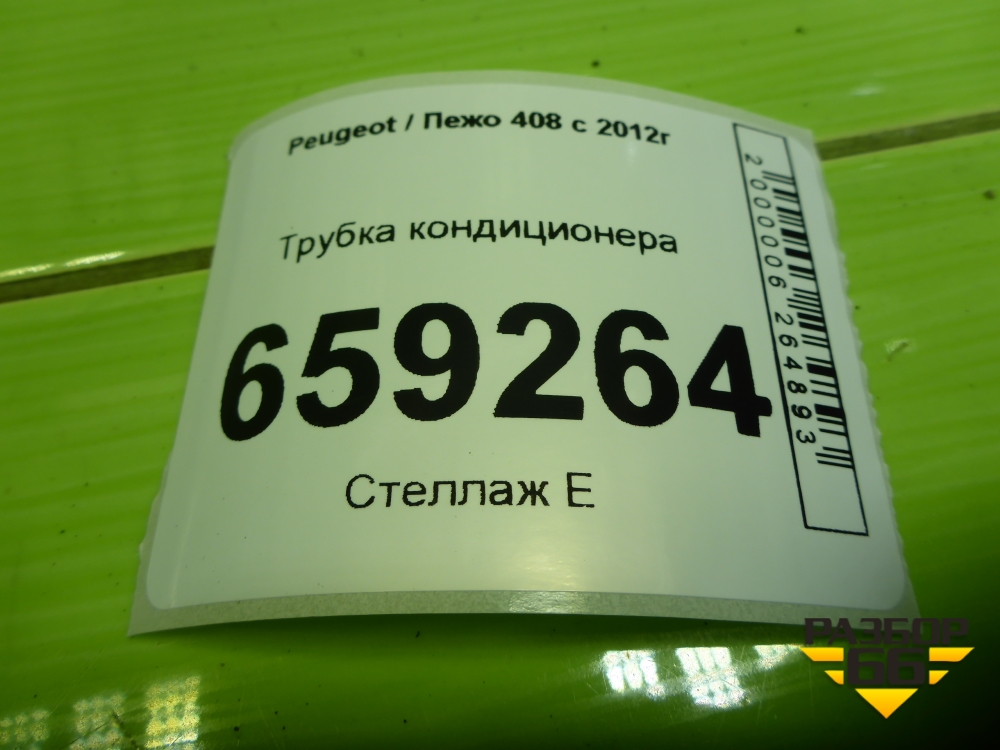 Peugeot / Пежо 408 с 2012г
Трубка кондиционера
659264
Стеллаж Е
2000006264893
РАЗБОР
66